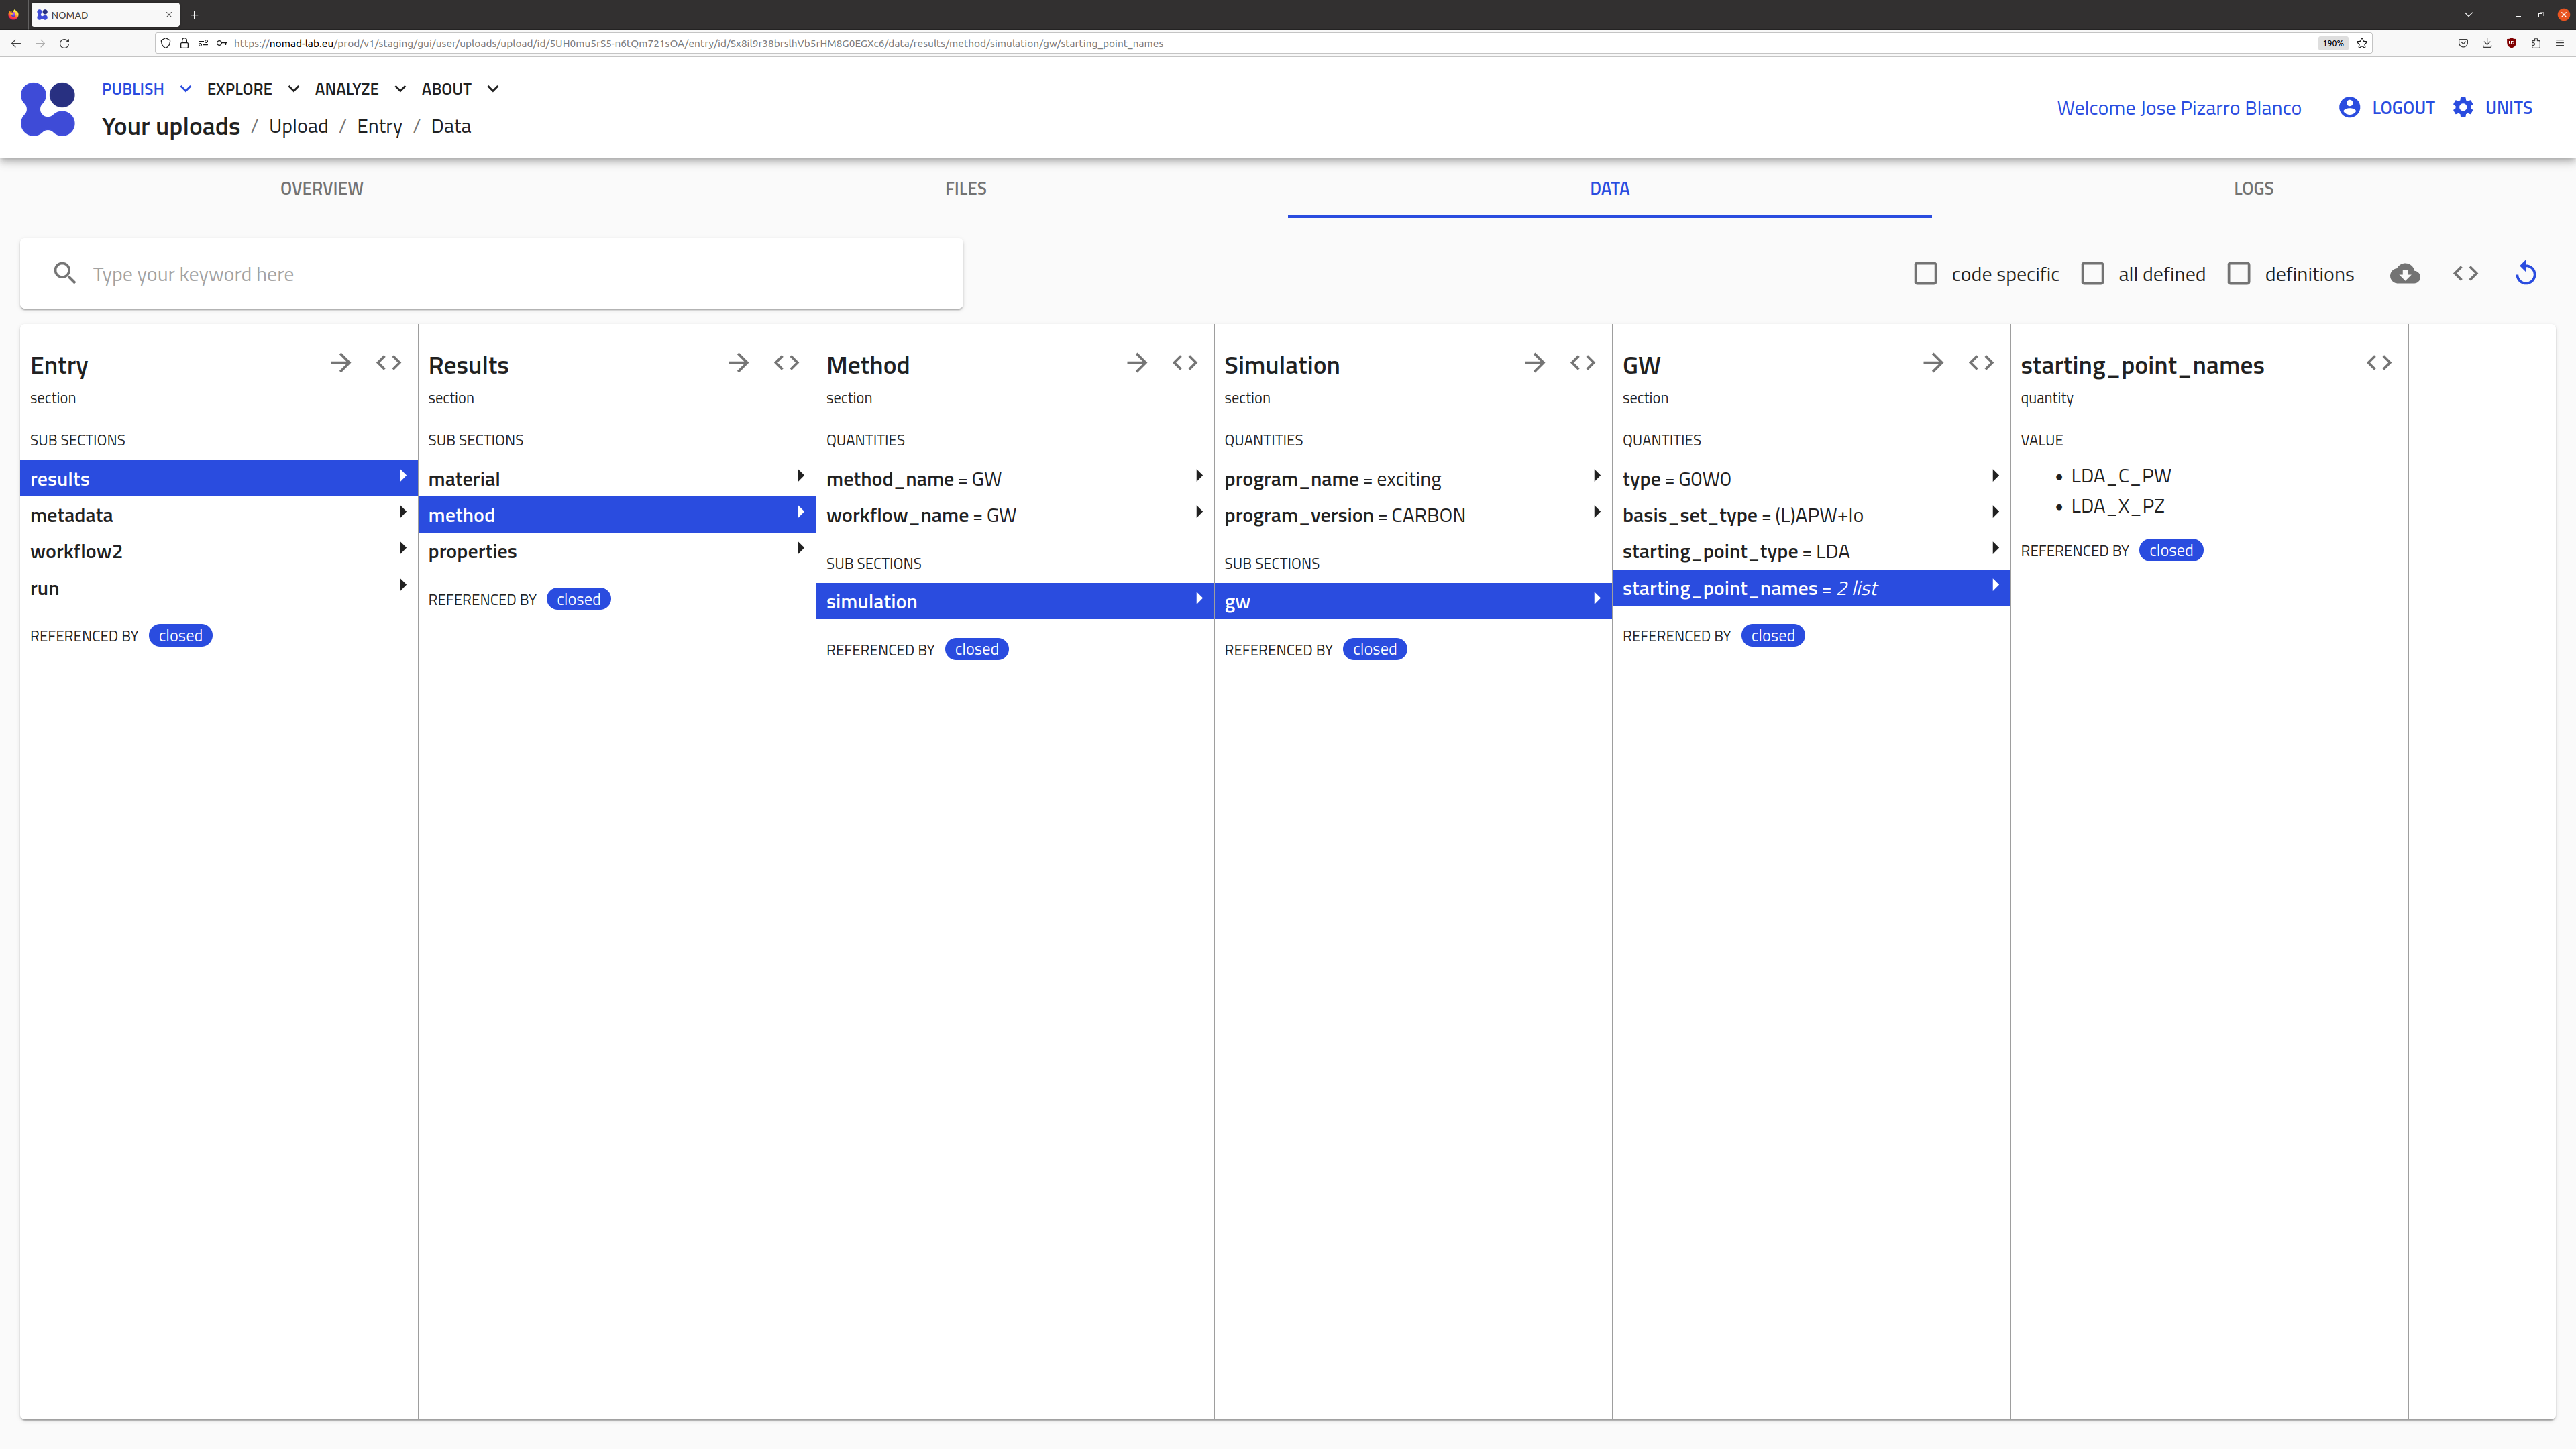 NOMAD
https://nomad-lab.eu/prod/v1/staging/gui/user/uploads/upload/id/5UH0mu5rS5-n6tQm721sOA/entry/id/Sx8il9r38brslhVb5rHM8G0EGXc6/data/results/method/simulation/gw/starting_point_names
190%
PUBLISH EXPLORE ANALYZE ABOUT
Your uploads / Upload / Entry / Data
Welcome Jose Pizarro Blanco LOGOUT UNITS
OVERVIEW FILES DATA LOGS
Type your keyword here
code specific all defined definitions
Entry
section
SUB SECTIONS
results
metadata
workflow2
run
REFERENCED BY closed
Results
section
SUB SECTIONS
material
method
properties
REFERENCED BY closed
Method
section
QUANTITIES
method_name = GW
workflow_name = GW
SUB SECTIONS
simulation
REFERENCED BY closed
Simulation
section
QUANTITIES
program_name = exciting
program_version = CARBON
SUB SECTIONS
gw
REFERENCED BY closed
GW
section
QUANTITIES
type = G0W0
basis_set_type = (L)APW+lo
starting_point_type = LDA
starting_point_names = 2 list
REFERENCED BY closed
starting_point_names
quantity
VALUE
• LDA_C_PW
• LDA_X_PZ
REFERENCED BY closed